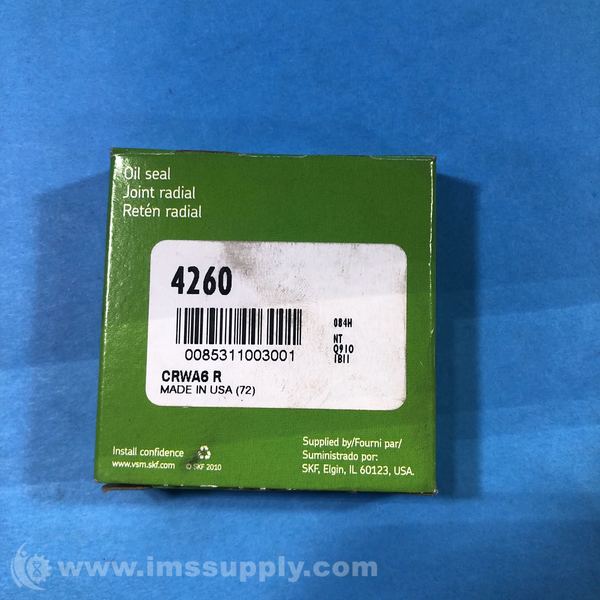 Oil seal
Joint radial
Retén radial
4260
084H
0085311003001
NT
0910
1B11
CRWA6 R
MADE IN USA (72)
Install confidence
www.vsm.skf.com
© SKF 2010
Supplied by/Fourni par/
Suministrado por:
SKF, Elgin, IL 60123, USA.
www.imssupply.com